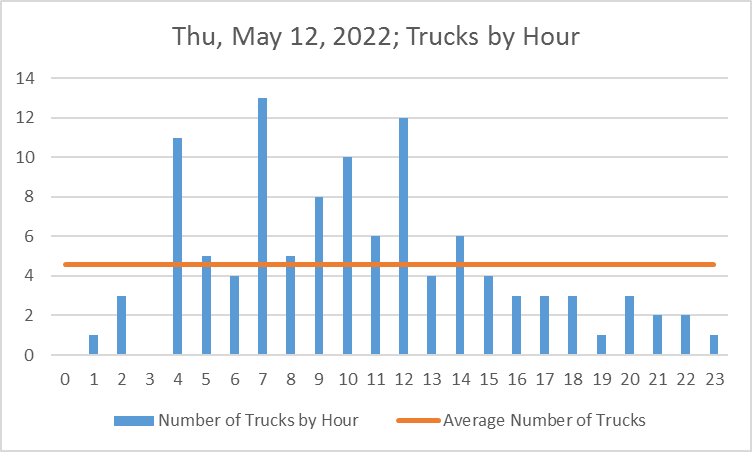 Thu, May 12, 2022; Trucks by Hour
14
12
10
8
6
4
2
0
0 1 2 3 4 5 6 7 8 9 10 11 12 13 14 15 16 17 18 19 20 21 22 23
Number of Trucks by Hour Average Number of Trucks